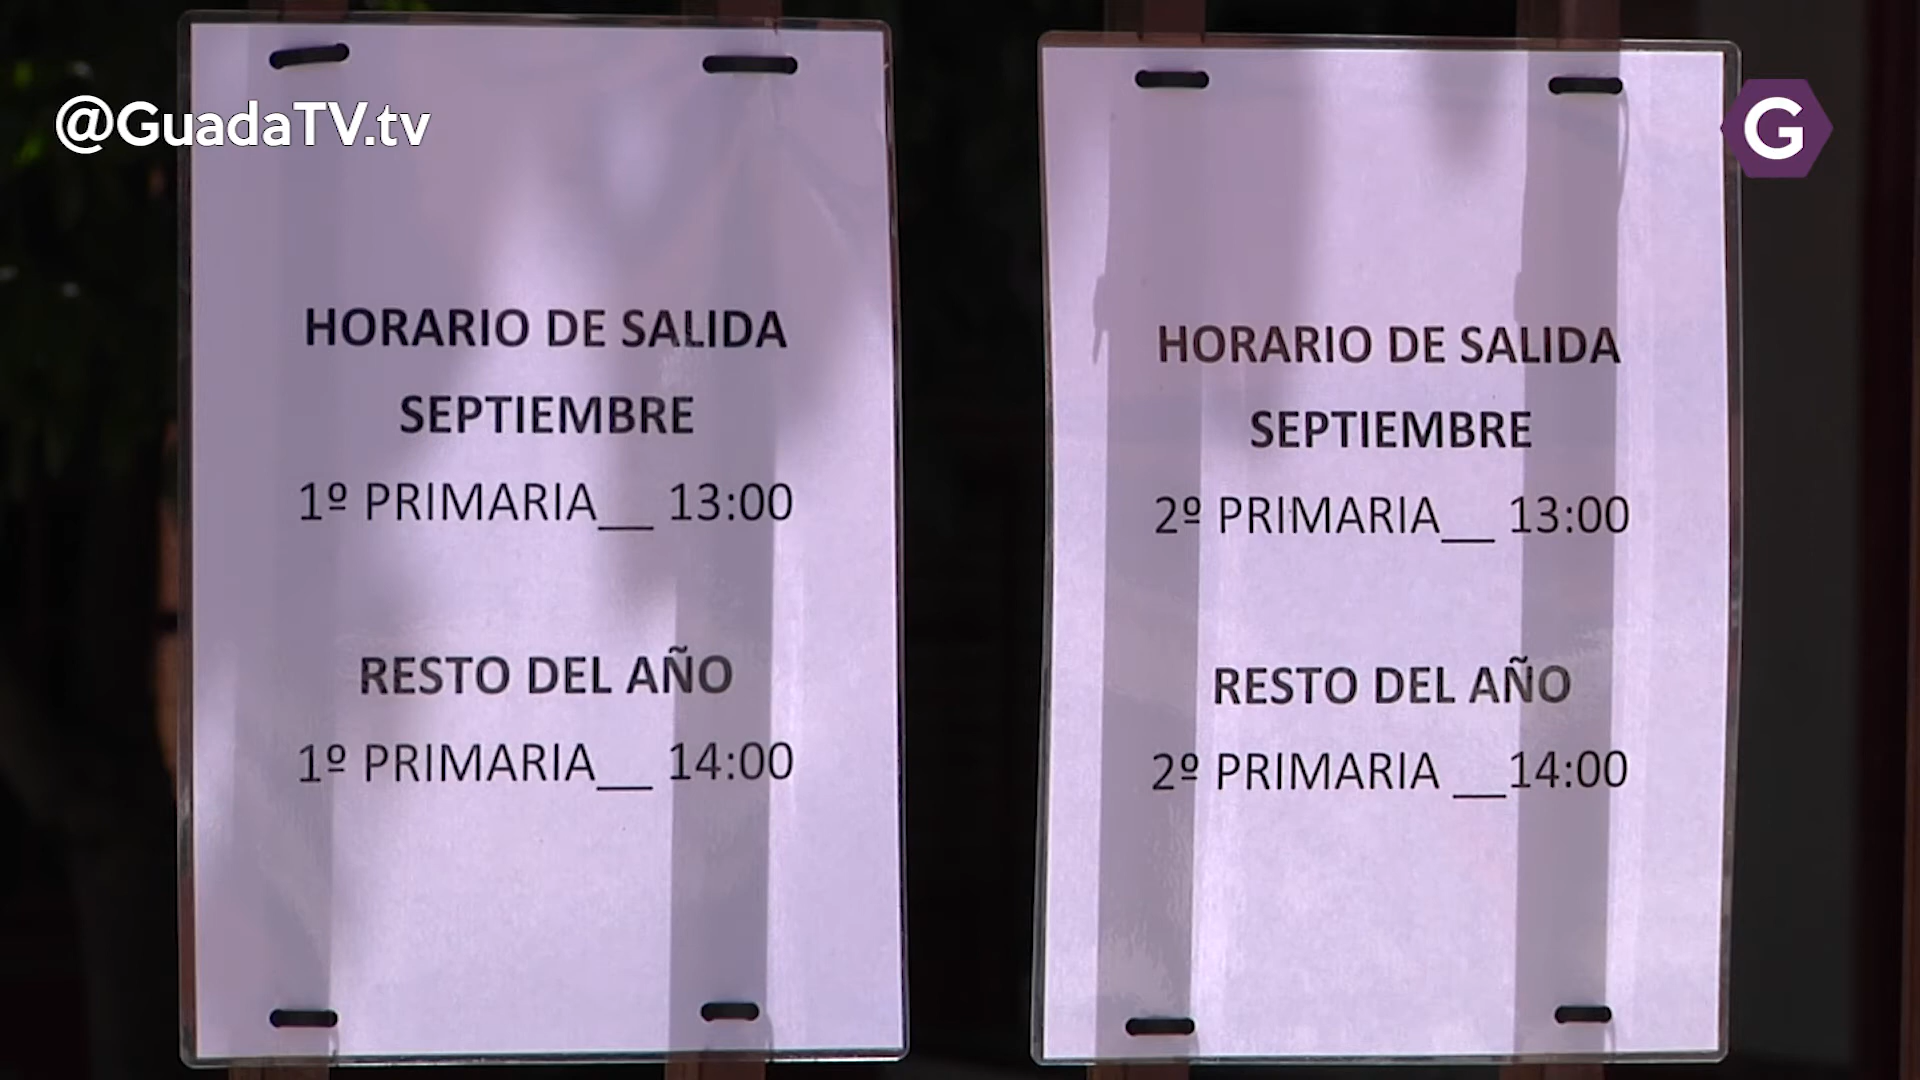 @GuadaTV.tv
G
HORARIO DE SALIDA
SEPTIEMBRE
1º PRIMARIA__ 13:00
RESTO DEL AÑO
1º PRIMARIA__ 14:00
HORARIO DE SALIDA
SEPTIEMBRE
2º PRIMARIA__ 13:00
RESTO DEL AÑO
2º PRIMARIA __14:00